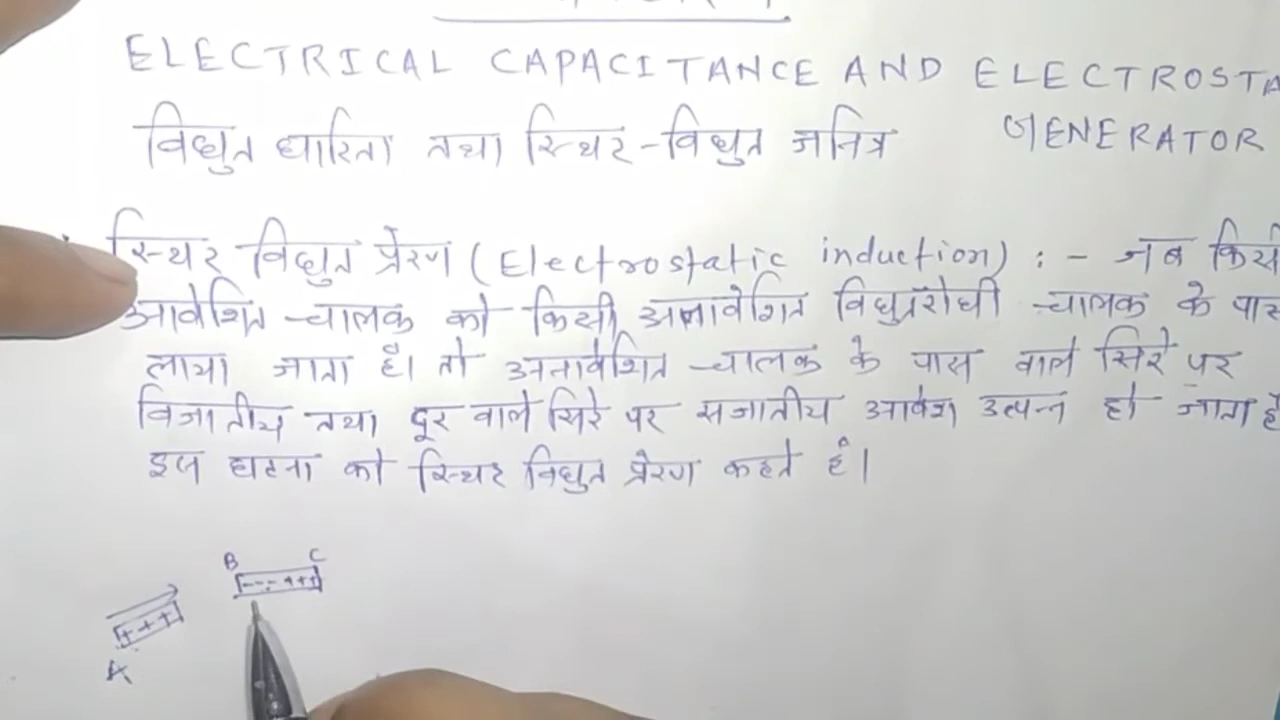 ELECTRICAL CAPACITANCE AND ELECTROSTA
GENERATOR
विधुत धारिता तथा स्थिर-विधुत जनित्र
स्थिर विधुत प्रेरण (Electrostatic induction) :- जब किसी
आवेशित चालक को किसी अनावेशित विधुतरोधी चालक के पास
लाया जाता है। तो अनावेशित चालक के पास वाले सिरे पर
विजातीय तथा दूर वाले सिरे पर सजातीय आवेश उत्पन्न हो जाता है
इस घटना को स्थिर विधुत प्रेरण कहते हैं।
B C
--- +++
+++
A